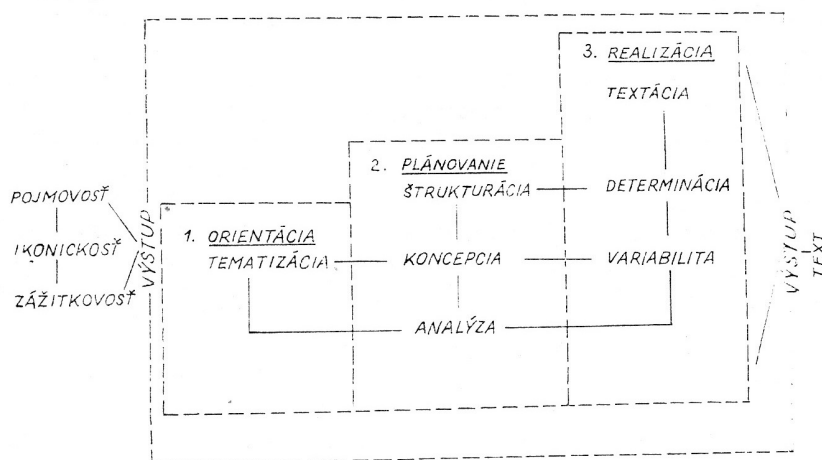 3. REALIZÁCIA
TEXTÁCIA
2. PLÁNOVANIE
ŠTRUKTURÁCIA
DETERMINÁCIA
POJMOVOSŤ
IKONICKOSŤ
ZÁŽITKOVOSŤ
VÝSTUP
1. ORIENTÁCIA
TEMATIZÁCIA
KONCEPCIA
VARIABILITA
ANALÝZA
VÝSTUP
TEXT